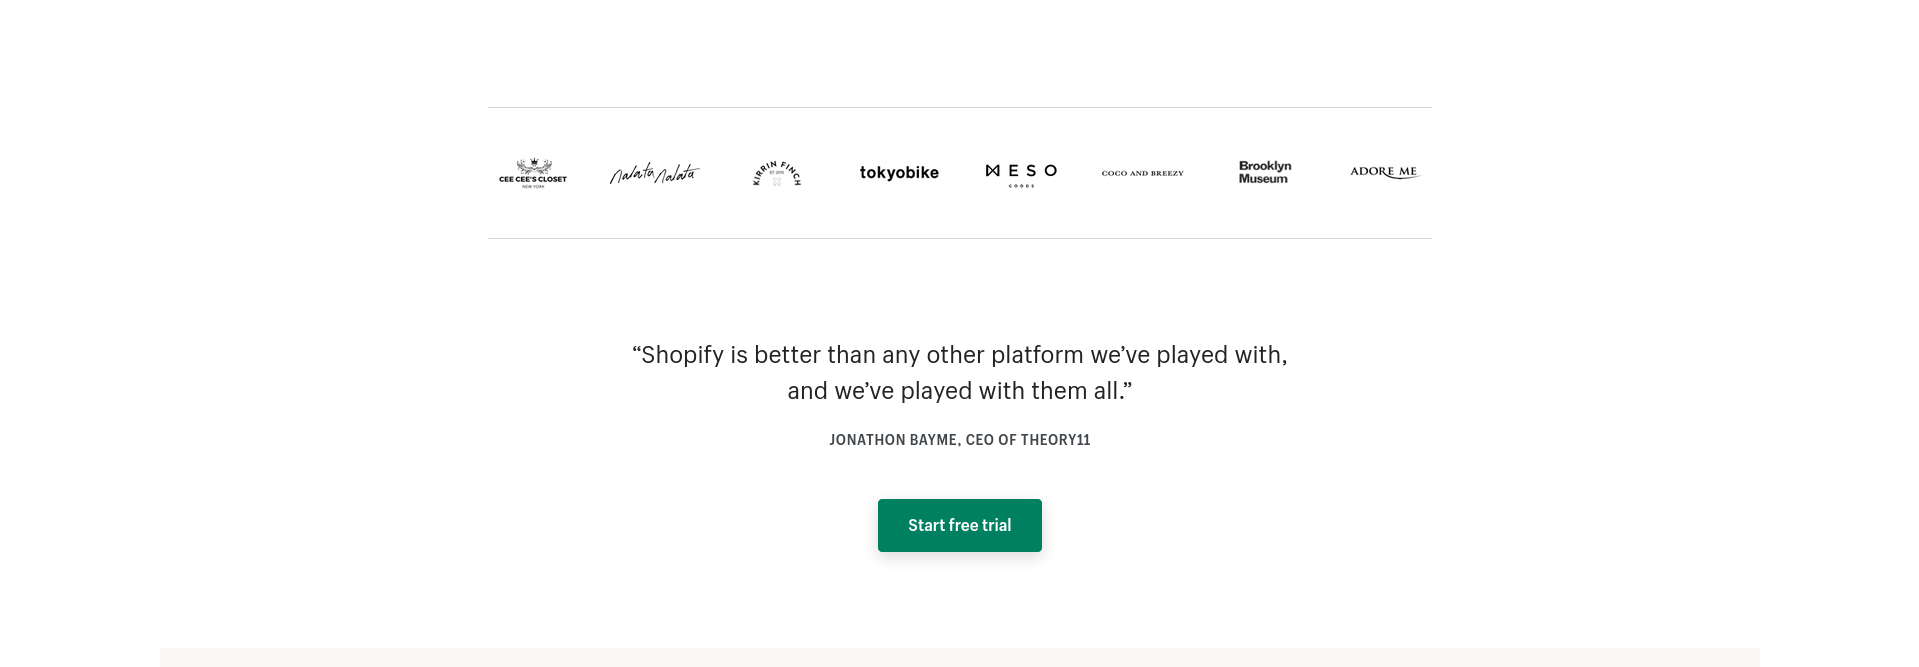 CEE CEE'S CLOSET
NEW YORK
nalata nalata
KIRRIN FINCH
EST. 2015
tokyobike
MESO
GOODS
COCO AND BREEZY
Brooklyn
Museum
ADORE ME
“Shopify is better than any other platform we’ve played with,
and we’ve played with them all.”
JONATHON BAYME, CEO OF THEORY11
Start free trial